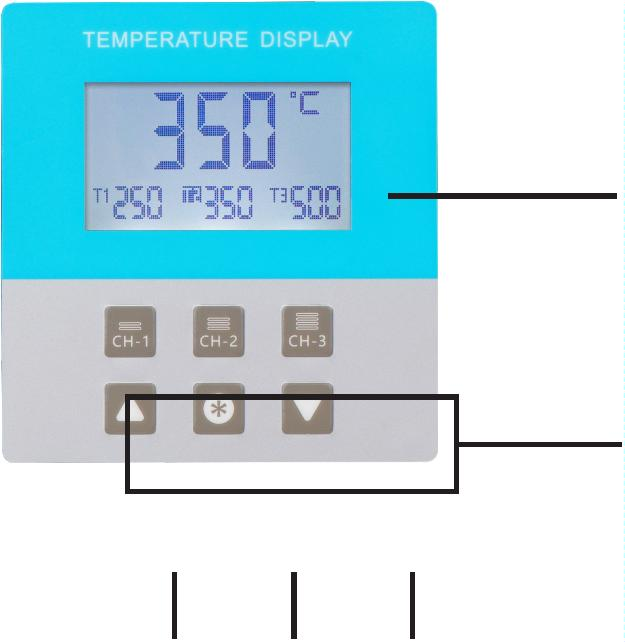 TEMPERATURE DISPLAY
350 °C
T1 250 T2 350 T3 500
CH-1 CH-2 CH-3